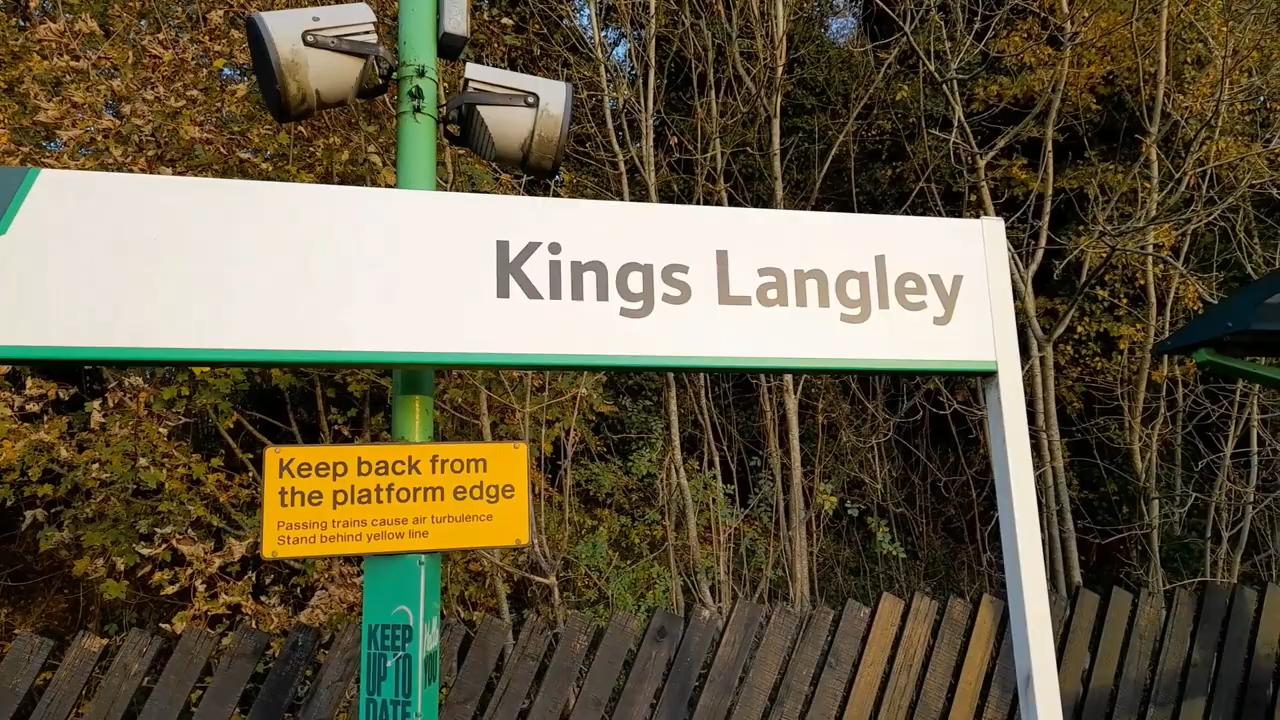 Kings Langley
Keep back from
the platform edge
Passing trains cause air turbulence
Stand behind yellow line
KEEP
UP TO
DATE
YOU